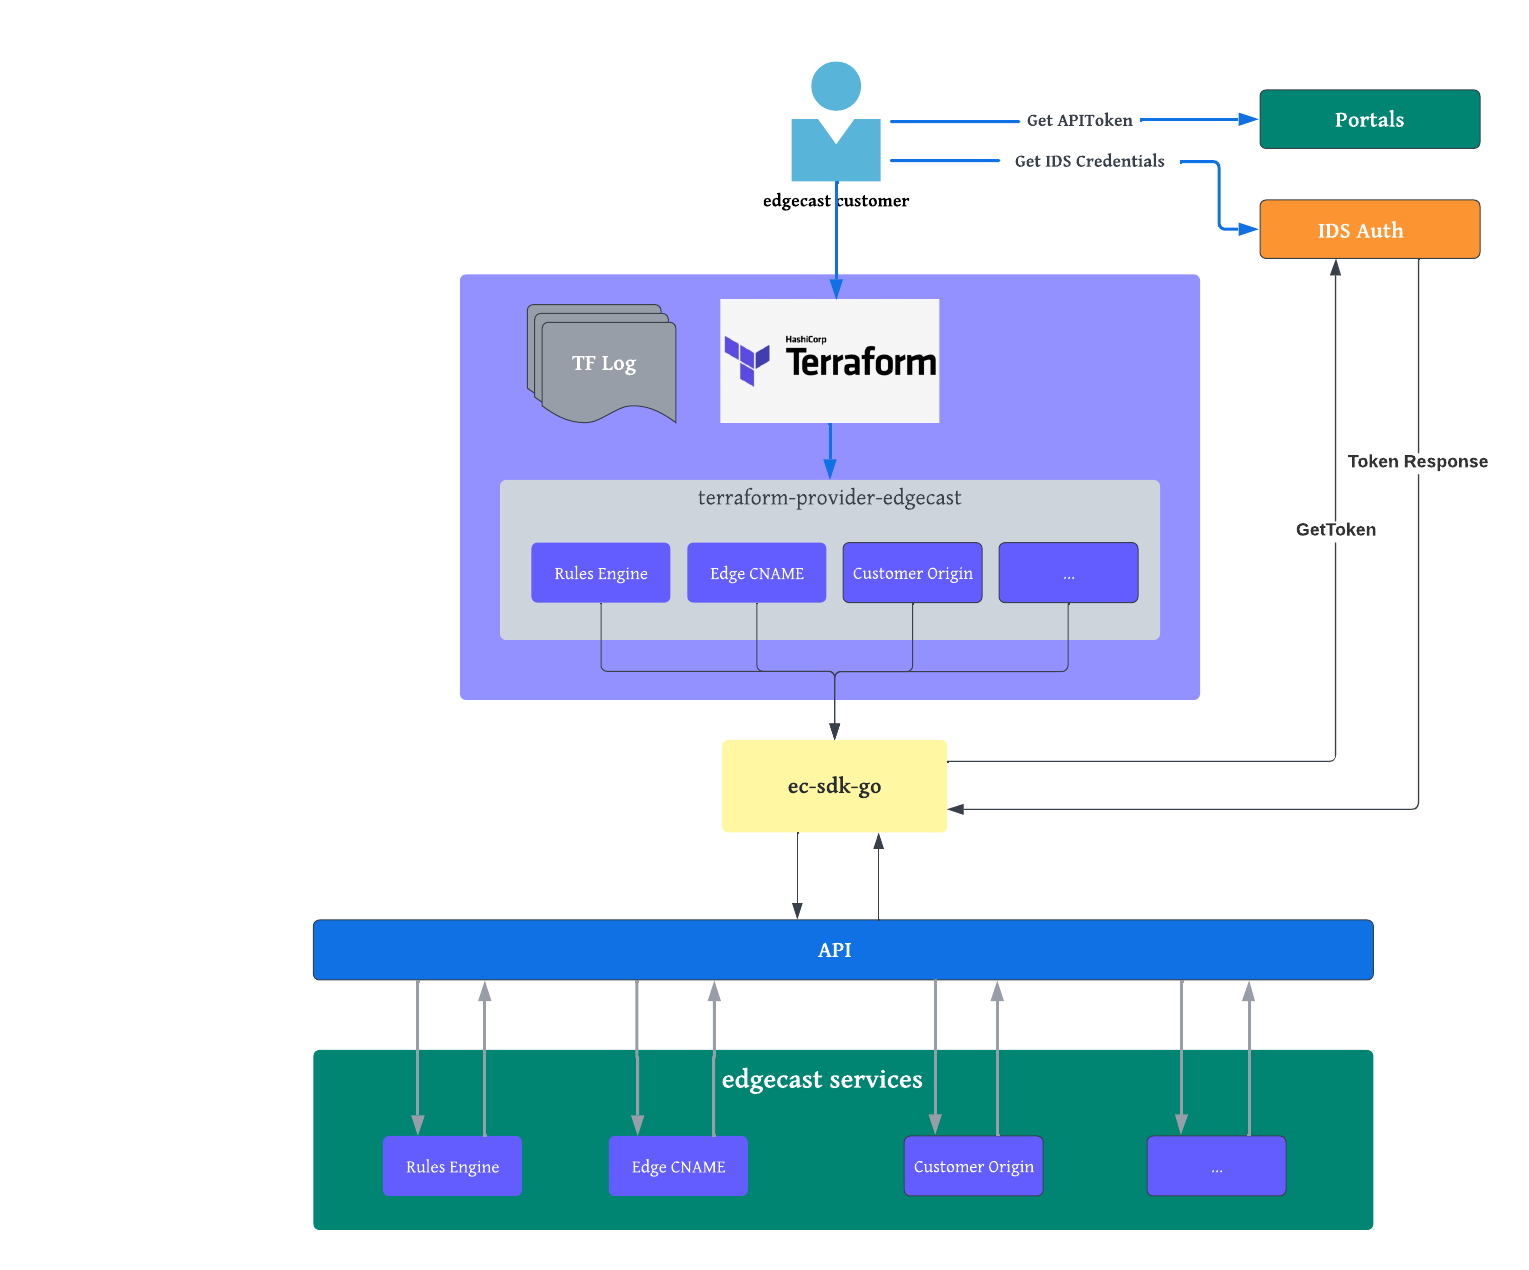 Get APIToken
Portals
Get IDS Credentials
edgecast customer
IDS Auth
TF Log
HashiCorp
Terraform
Token Response
terraform-provider-edgecast
GetToken
Rules Engine
Edge CNAME
Customer Origin
...
ec-sdk-go
API
edgecast services
Rules Engine
Edge CNAME
Customer Origin
...